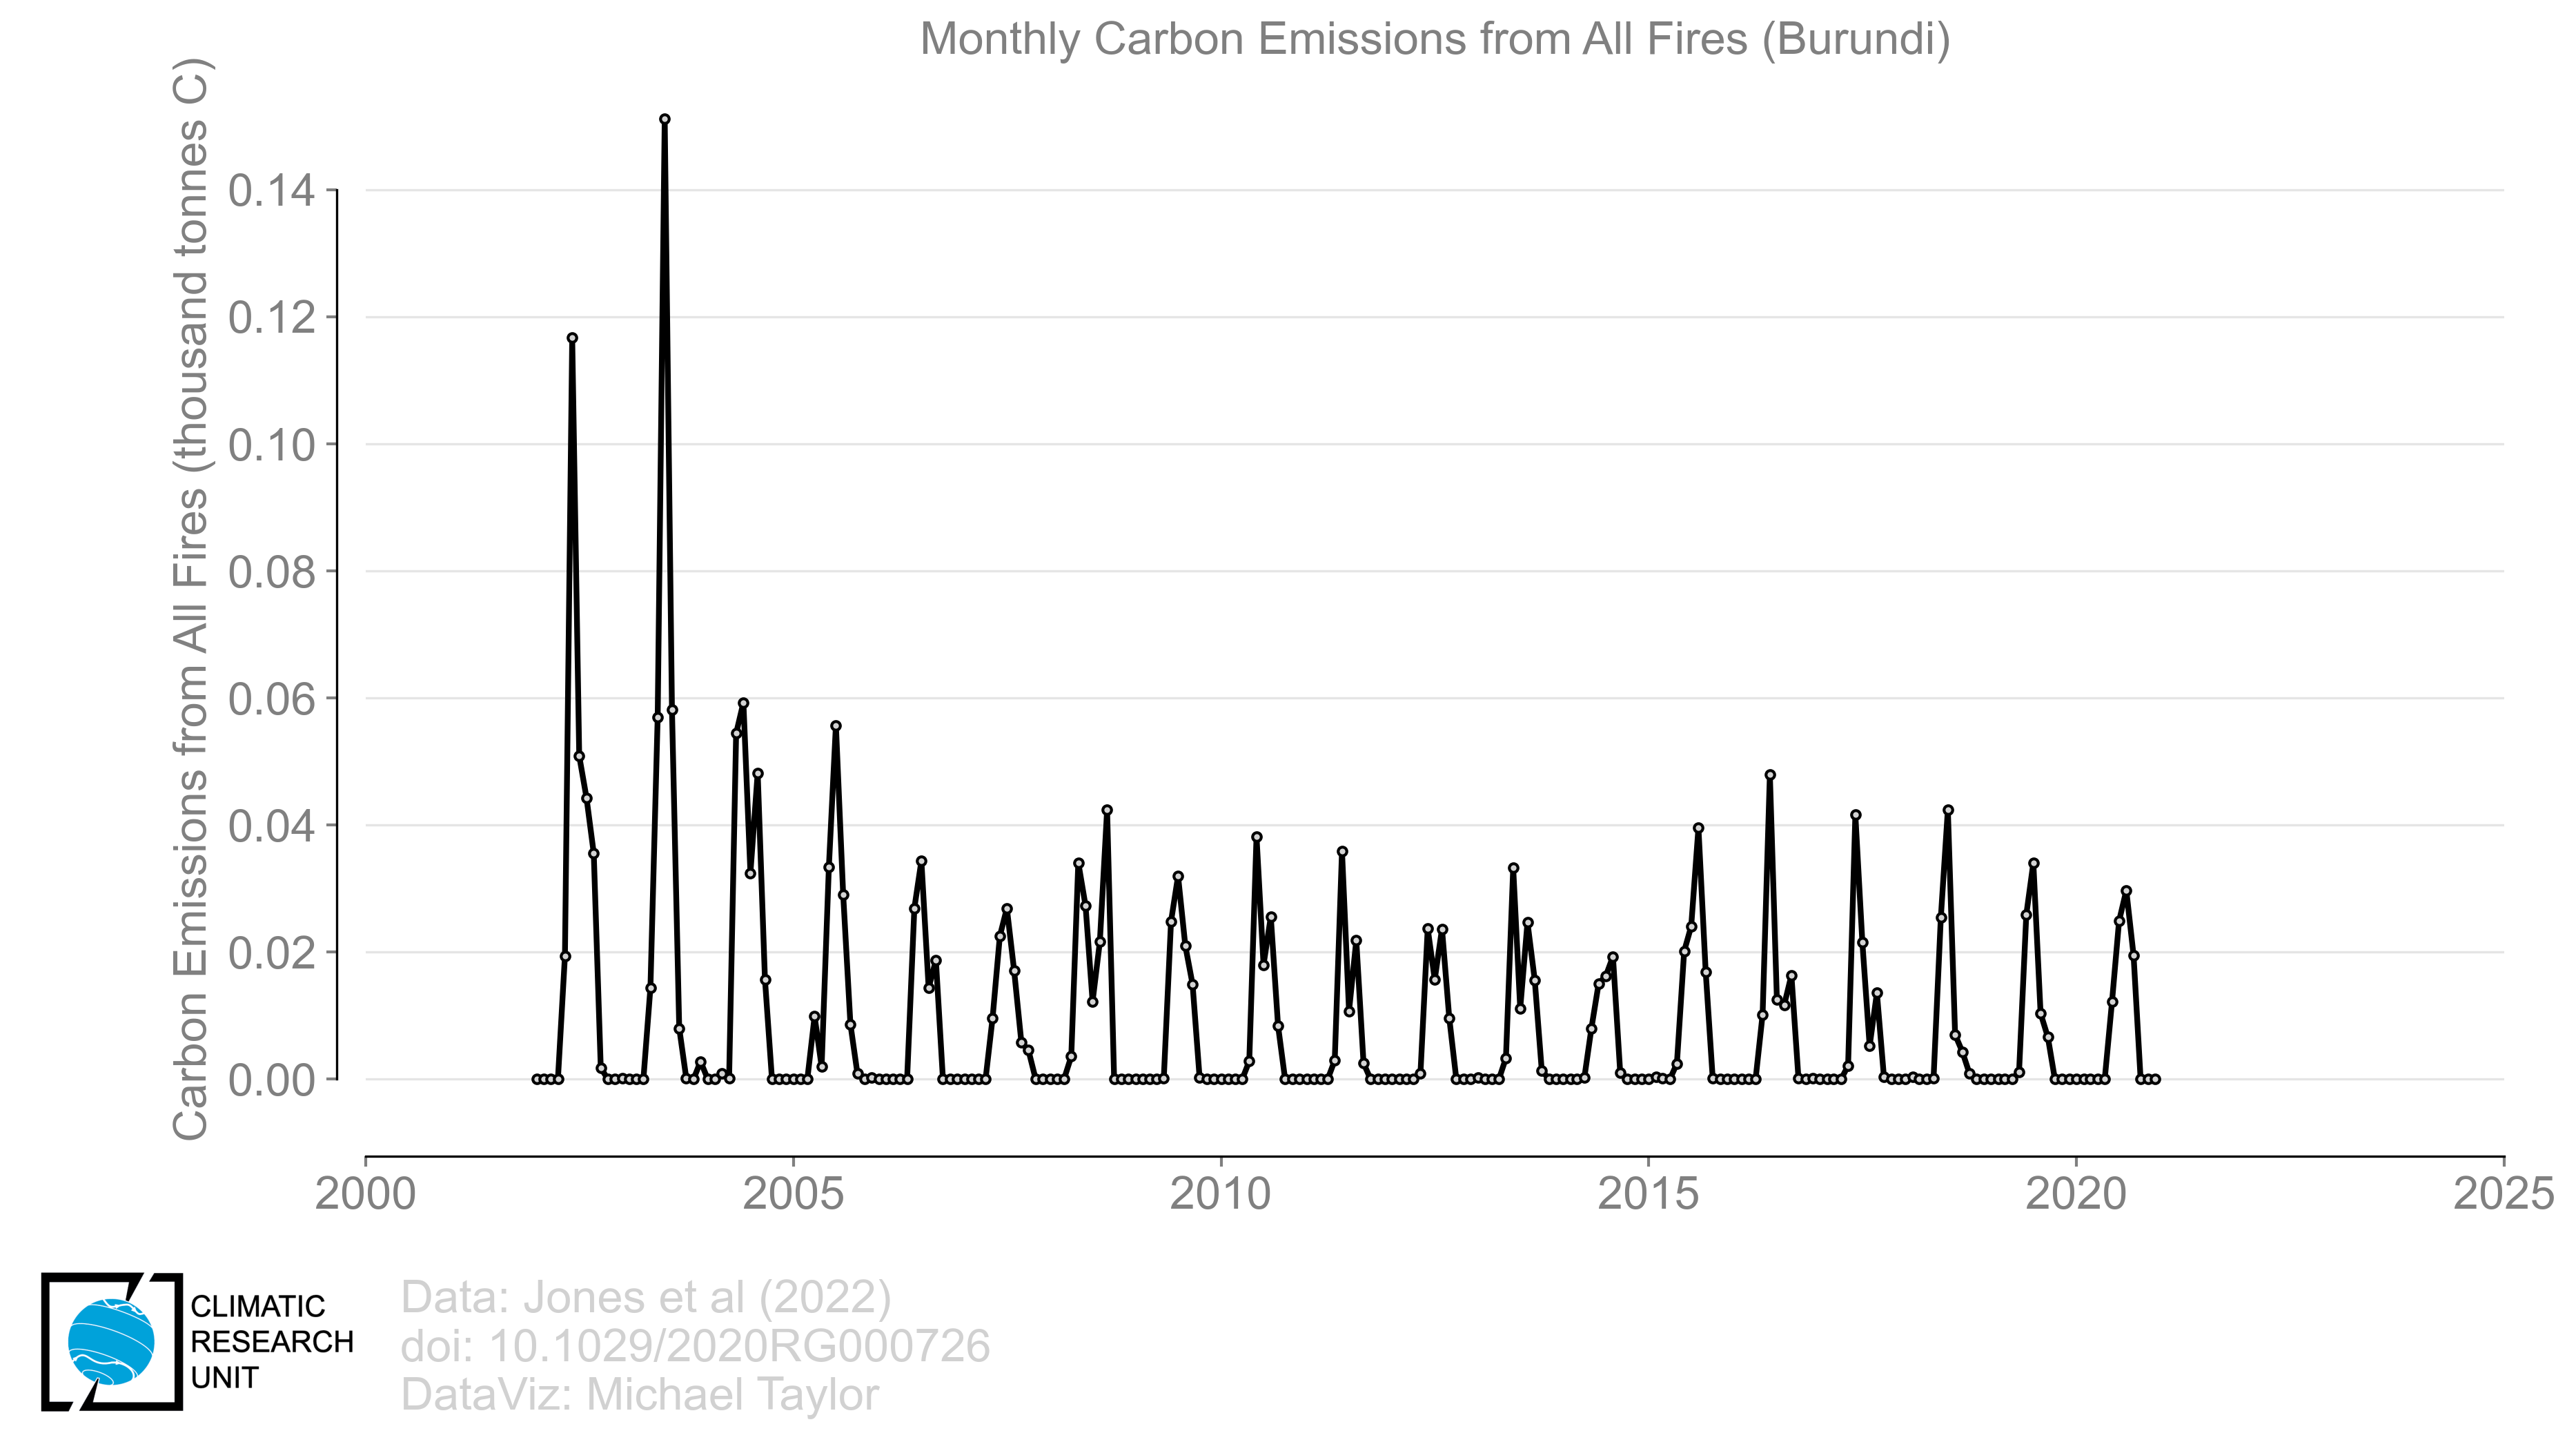 Monthly Carbon Emissions from All Fires (Burundi)
Carbon Emissions from All Fires (thousand tonnes C)
0.14
0.12
0.10
0.08
0.06
0.04
0.02
0.00
2000
2005
2010
2015
2020
2025
CLIMATIC
RESEARCH
UNIT
Data: Jones et al (2022)
doi: 10.1029/2020RG000726
DataViz: Michael Taylor